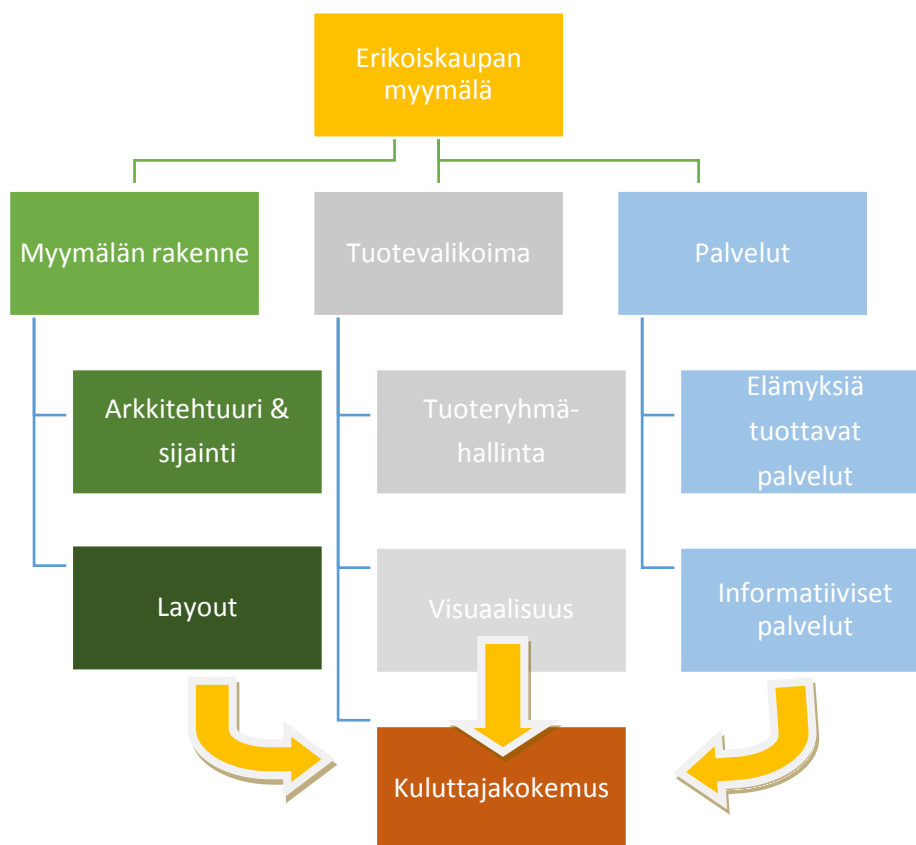 Erikoiskaupan
myymälä
Myymälän rakenne
Tuotevalikoima
Palvelut
Arkkitehtuuri &
sijainti
Tuoteryhmä-
hallinta
Elämyksiä
tuottavat
palvelut
Layout
Visuaalisuus
Informatiiviset
palvelut
Kuluttajakokemus